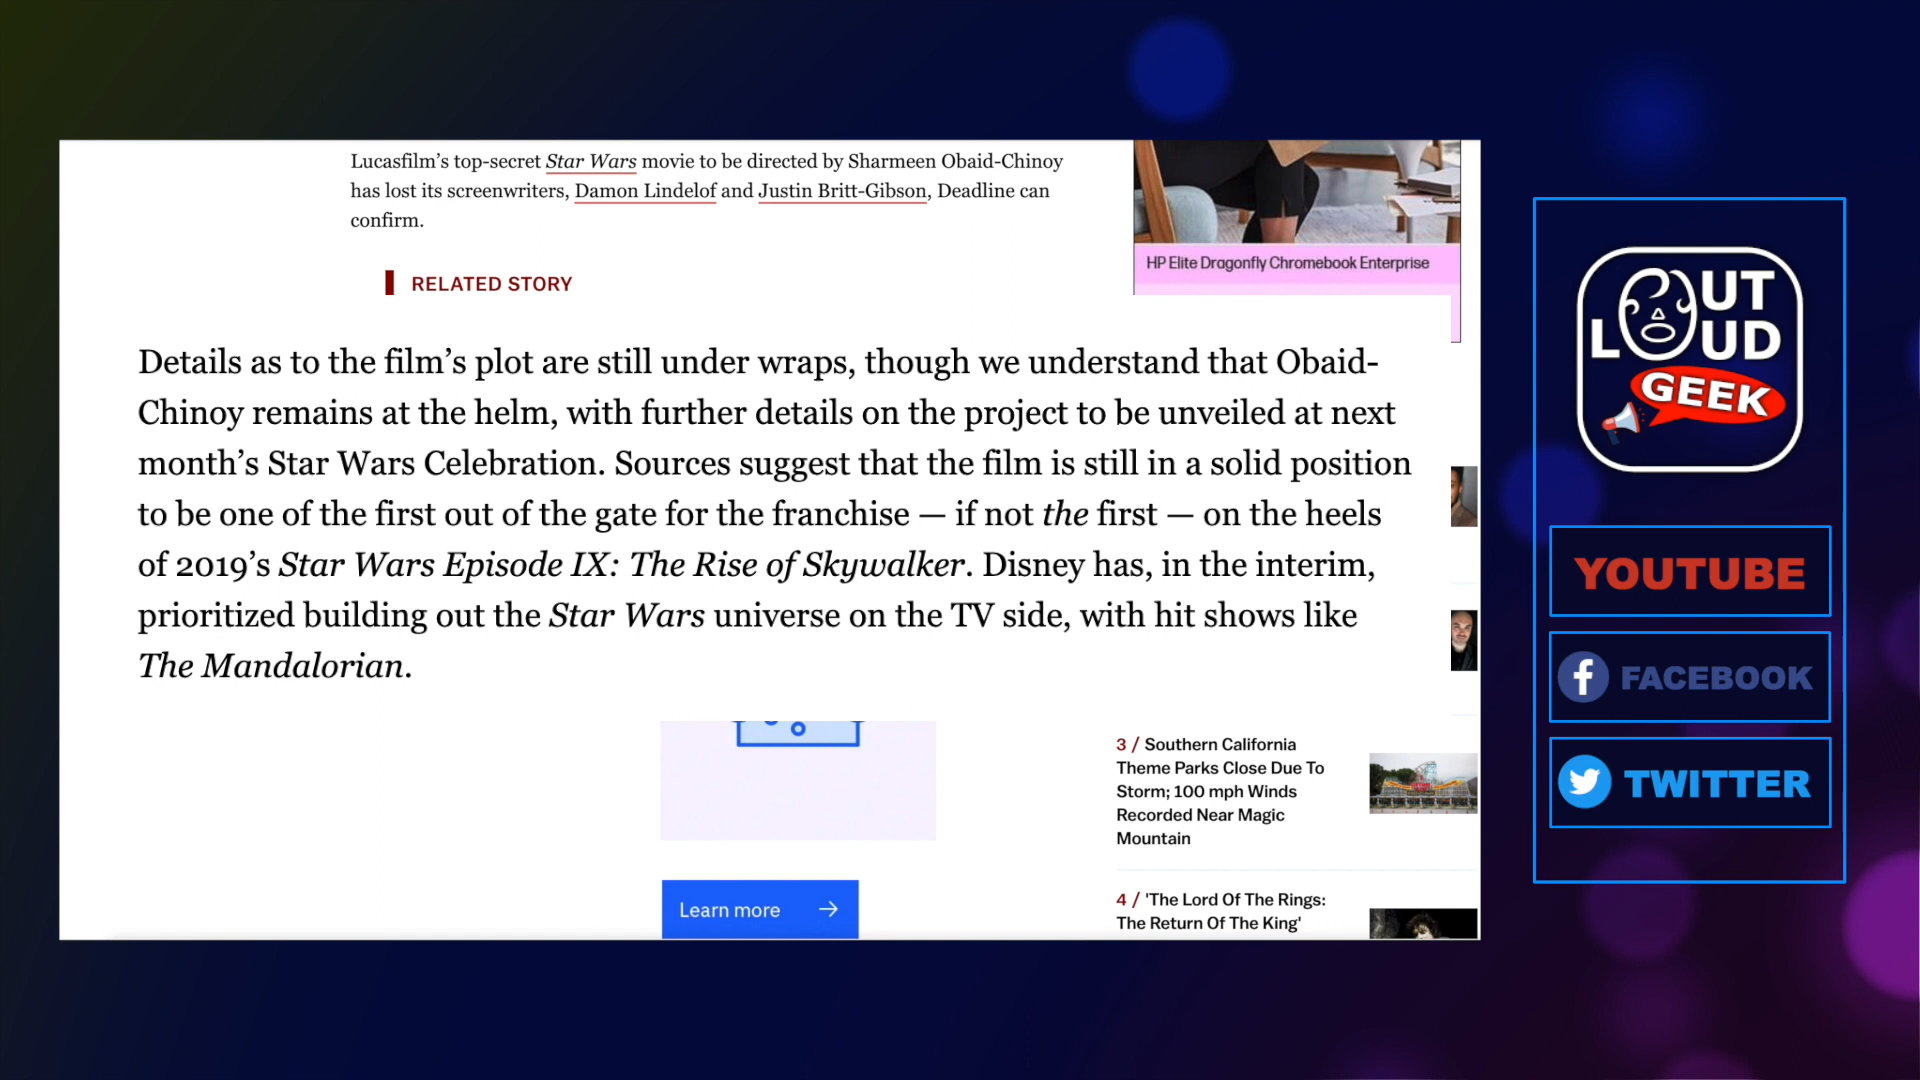 Lucasfilm’s top-secret Star Wars movie to be directed by Sharmeen Obaid-Chinoy
has lost its screenwriters, Damon Lindelof and Justin Britt-Gibson, Deadline can
confirm.
RELATED STORY
HP Elite Dragonfly Chromebook Enterprise
Details as to the film’s plot are still under wraps, though we understand that Obaid-
Chinoy remains at the helm, with further details on the project to be unveiled at next
month’s Star Wars Celebration. Sources suggest that the film is still in a solid position
to be one of the first out of the gate for the franchise — if not the first — on the heels
of 2019’s Star Wars Episode IX: The Rise of Skywalker. Disney has, in the interim,
prioritized building out the Star Wars universe on the TV side, with hit shows like
The Mandalorian.
3 / Southern California
Theme Parks Close Due To
Storm; 100 mph Winds
Recorded Near Magic
Mountain
Learn more
4 / 'The Lord Of The Rings:
The Return Of The King'
OUT
LOUD
GEEK
YOUTUBE
FACEBOOK
TWITTER